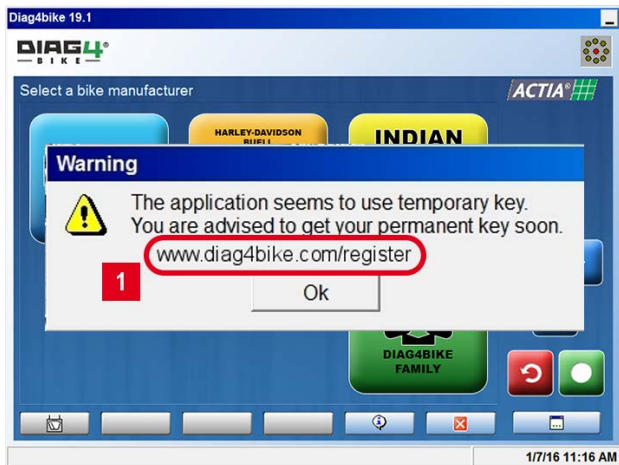 Diag4bike 19.1
DIAG4®
BIKE
Select a bike manufacturer
ACTIA®
HARLEY-DAVIDSON
BUELL
INDIAN
Warning
The application seems to use temporary key.
You are advised to get your permanent key soon.
www.diag4bike.com/register
1
Ok
DIAG4BIKE
FAMILY
1/7/16 11:16 AM